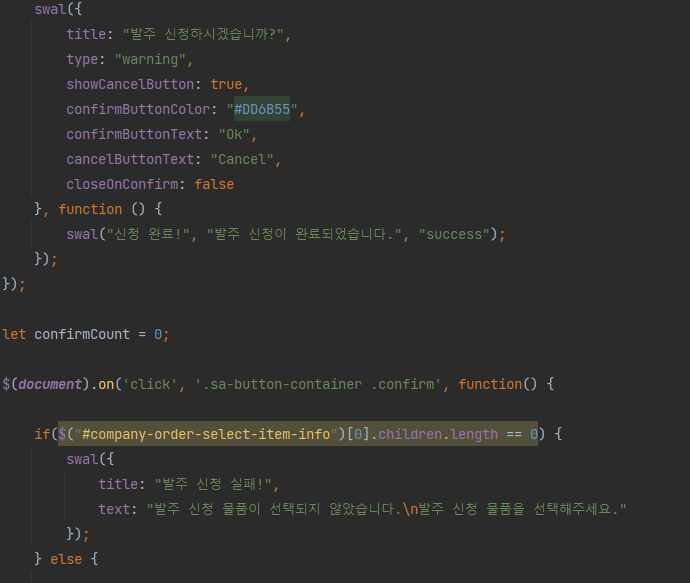 swal({
title: "발주 신청하시겠습니까?",
type: "warning",
showCancelButton: true,
confirmButtonColor: "#DD6B55",
confirmButtonText: "Ok",
cancelButtonText: "Cancel",
closeOnConfirm: false
}, function () {
swal("신청 완료!", "발주 신청이 완료되었습니다.", "success");
});
});
let confirmCount = 0;
$(document).on('click', '.sa-button-container .confirm', function() {
if($("#company-order-select-item-info")[0].children.length == 0) {
swal({
title: "발주 신청 실패!",
text: "발주 신청 물품이 선택되지 않았습니다.\n발주 신청 물품을 선택해주세요."
});
} else {